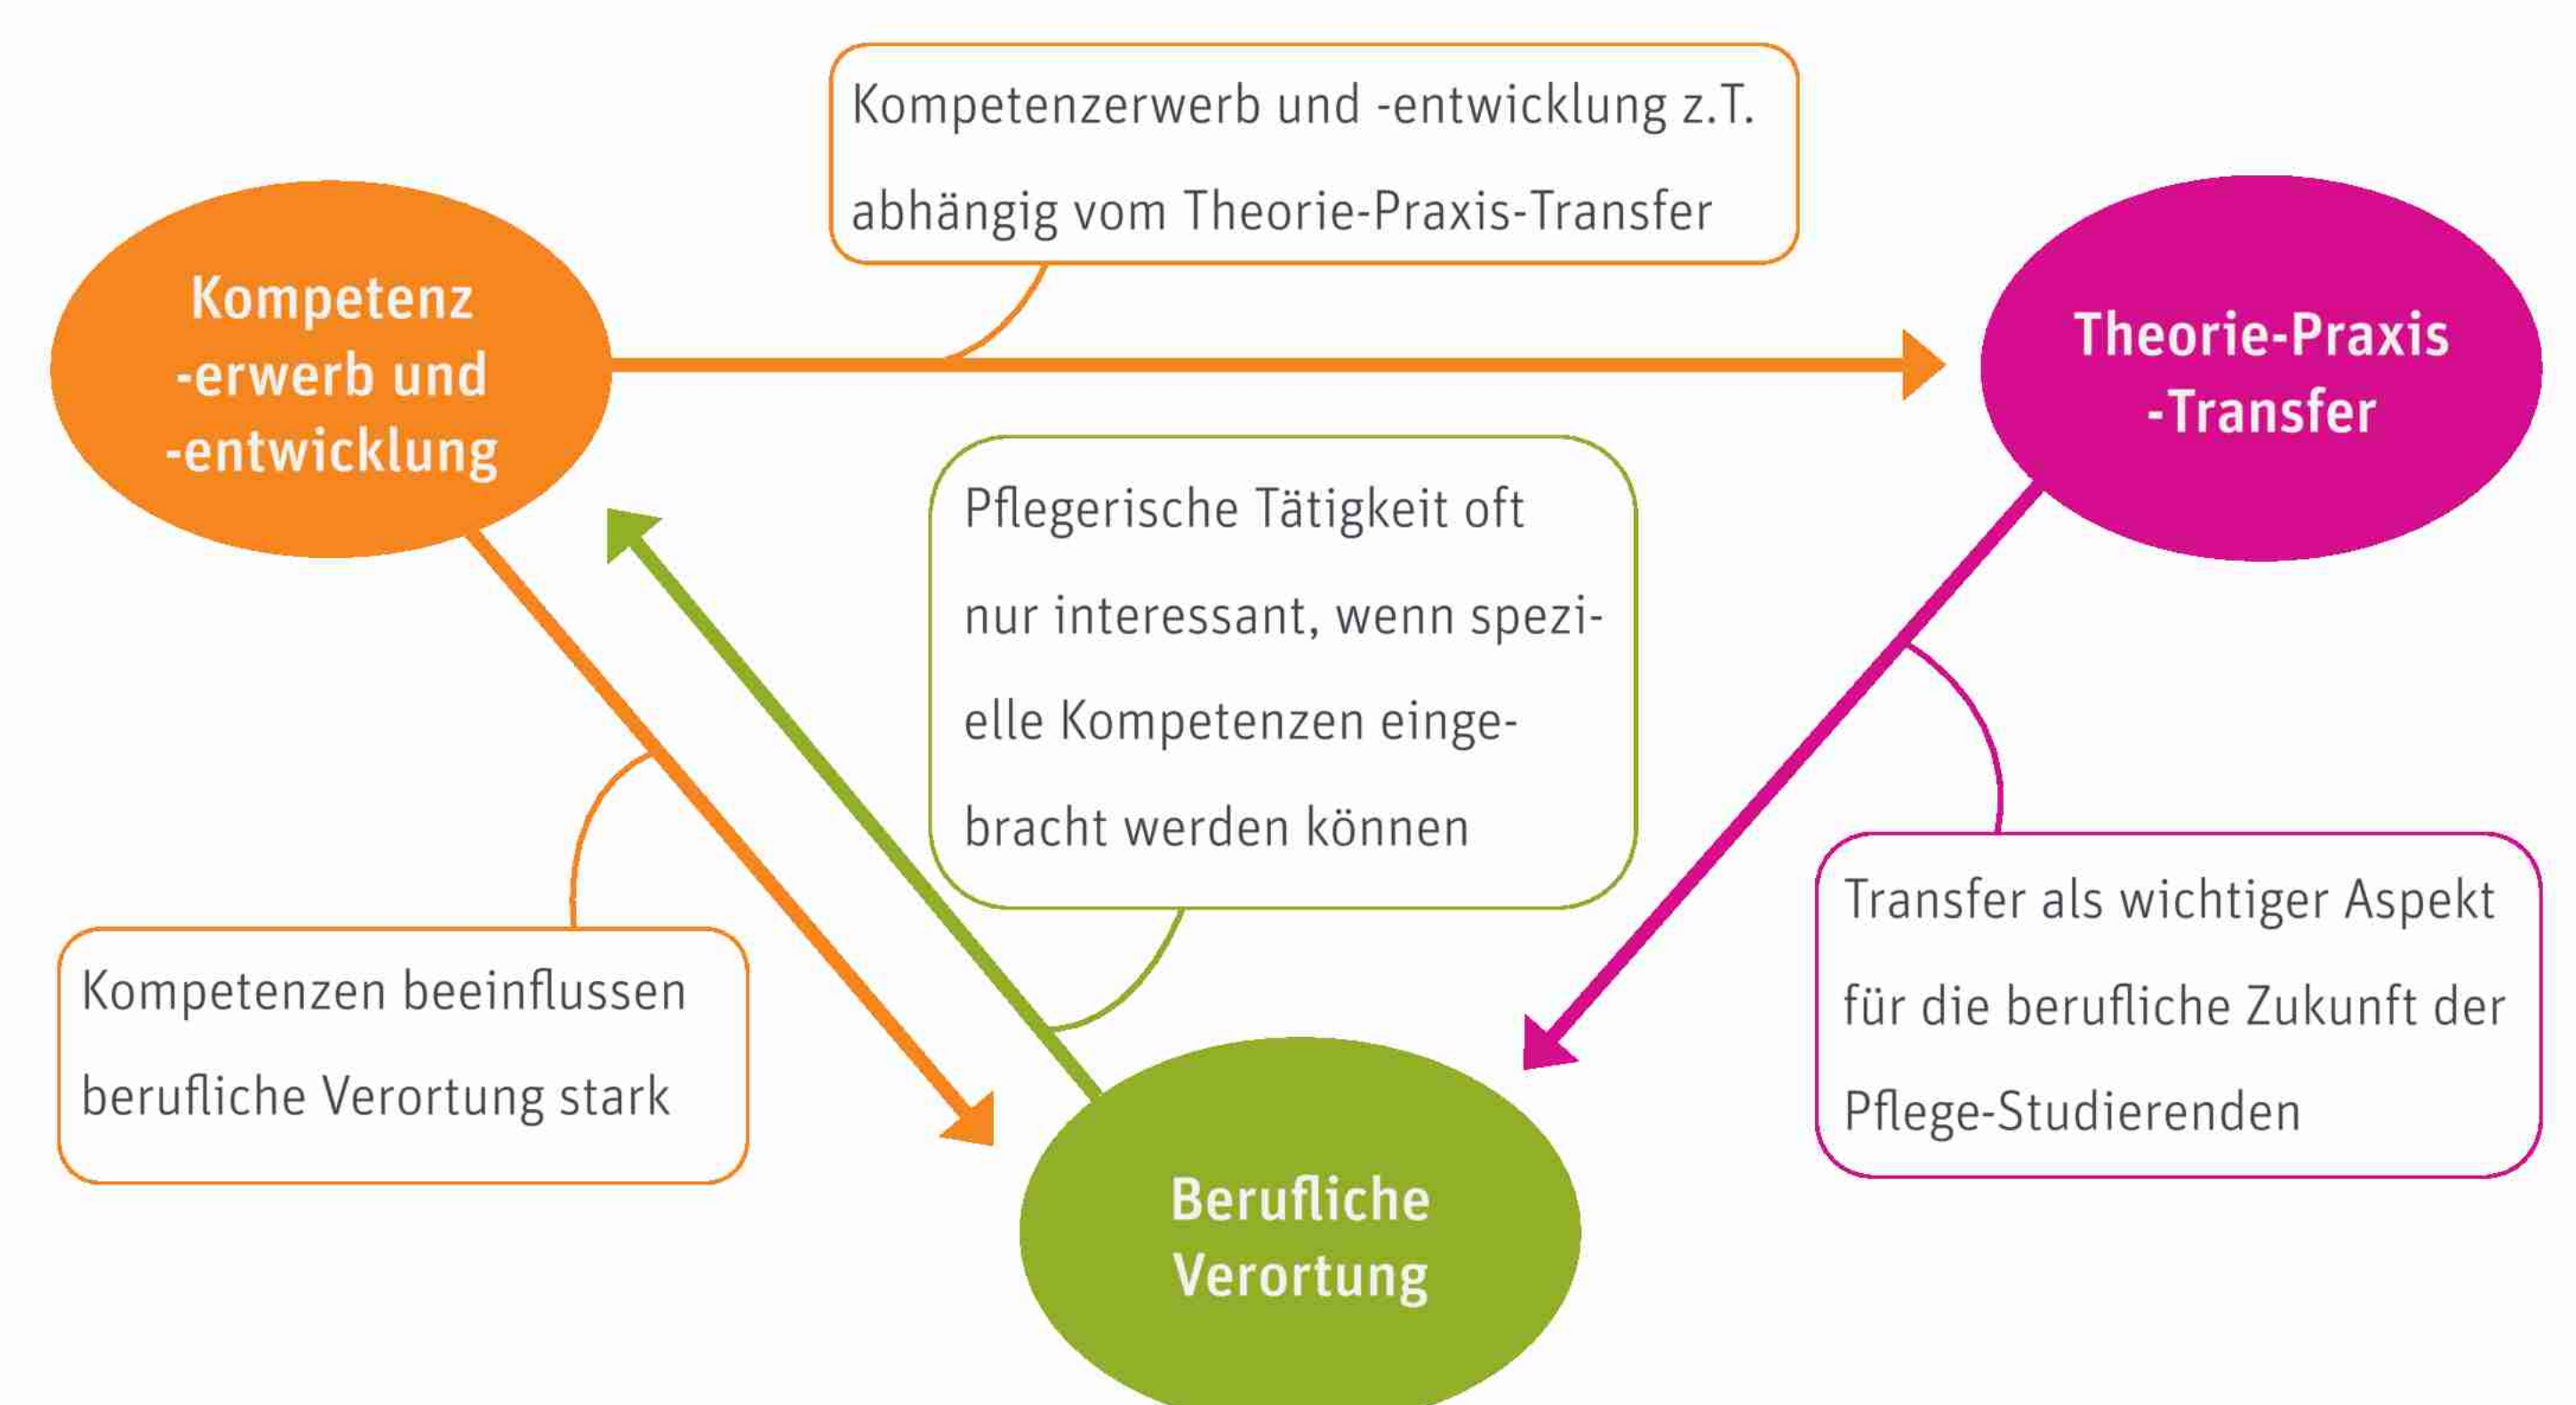 Kompetenzerwerb und -entwicklung z.T.
abhängig vom Theorie-Praxis-Transfer
Kompetenz
-erwerb und
-entwicklung
Theorie-Praxis
-Transfer
Pflegerische Tätigkeit oft
nur interessant, wenn spezi-
elle Kompetenzen einge-
bracht werden können
Kompetenzen beeinflussen
berufliche Verortung stark
Transfer als wichtiger Aspekt
für die berufliche Zukunft der
Pflege-Studierenden
Berufliche
Verortung